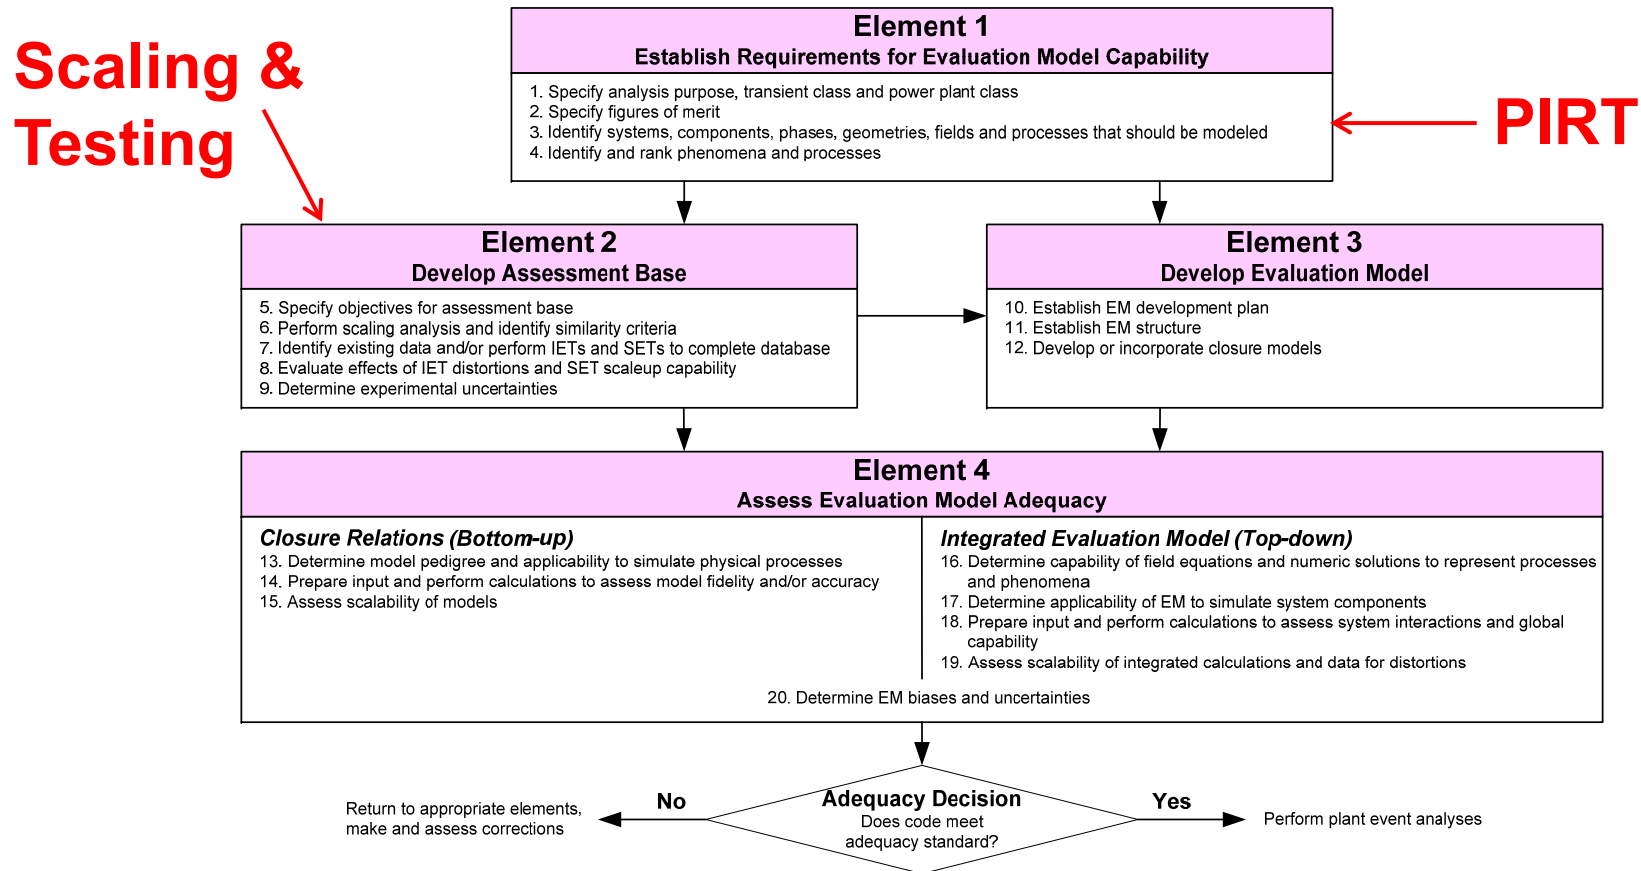 Scaling &
Testing
PIRT
Element 1
Establish Requirements for Evaluation Model Capability
1. Specify analysis purpose, transient class and power plant class
2. Specify figures of merit
3. Identify systems, components, phases, geometries, fields and processes that should be modeled
4. Identify and rank phenomena and processes
Element 2
Develop Assessment Base
5. Specify objectives for assessment base
6. Perform scaling analysis and identify similarity criteria
7. Identify existing data and/or perform IETs and SETs to complete database
8. Evaluate effects of IET distortions and SET scaleup capability
9. Determine experimental uncertainties
Element 3
Develop Evaluation Model
10. Establish EM development plan
11. Establish EM structure
12. Develop or incorporate closure models
Element 4
Assess Evaluation Model Adequacy
Closure Relations (Bottom-up)
13. Determine model pedigree and applicability to simulate physical processes
14. Prepare input and perform calculations to assess model fidelity and/or accuracy
15. Assess scalability of models
Integrated Evaluation Model (Top-down)
16. Determine capability of field equations and numeric solutions to represent processes
and phenomena
17. Determine applicability of EM to simulate system components
18. Prepare input and perform calculations to assess system interactions and global
capability
19. Assess scalability of integrated calculations and data for distortions
20. Determine EM biases and uncertainties
Adequacy Decision
Does code meet
adequacy standard?
No
Return to appropriate elements,
make and assess corrections
Yes
Perform plant event analyses